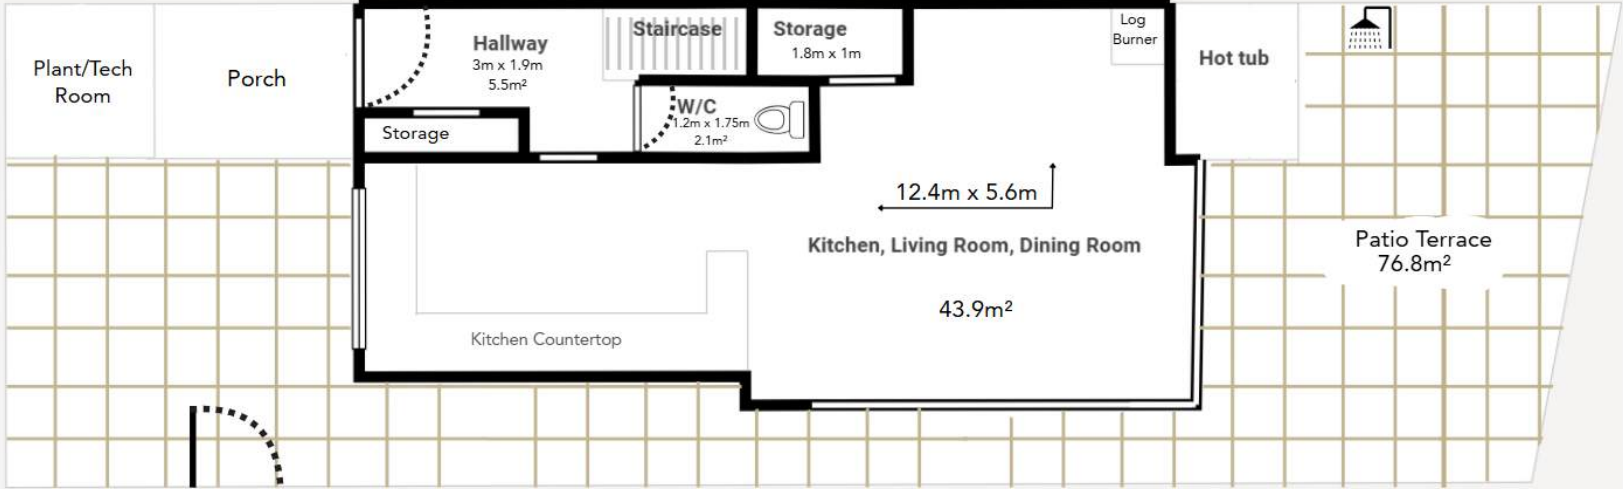 Plant/Tech
Room
Porch
Hallway
3m x 1.9m
5.5m²
Staircase
Storage
1.8m x 1m
Log
Burner
Hot tub
Storage
W/C
1.2m x 1.75m
2.1m²
12.4m x 5.6m
Kitchen, Living Room, Dining Room
43.9m²
Kitchen Countertop
Patio Terrace
76.8m²